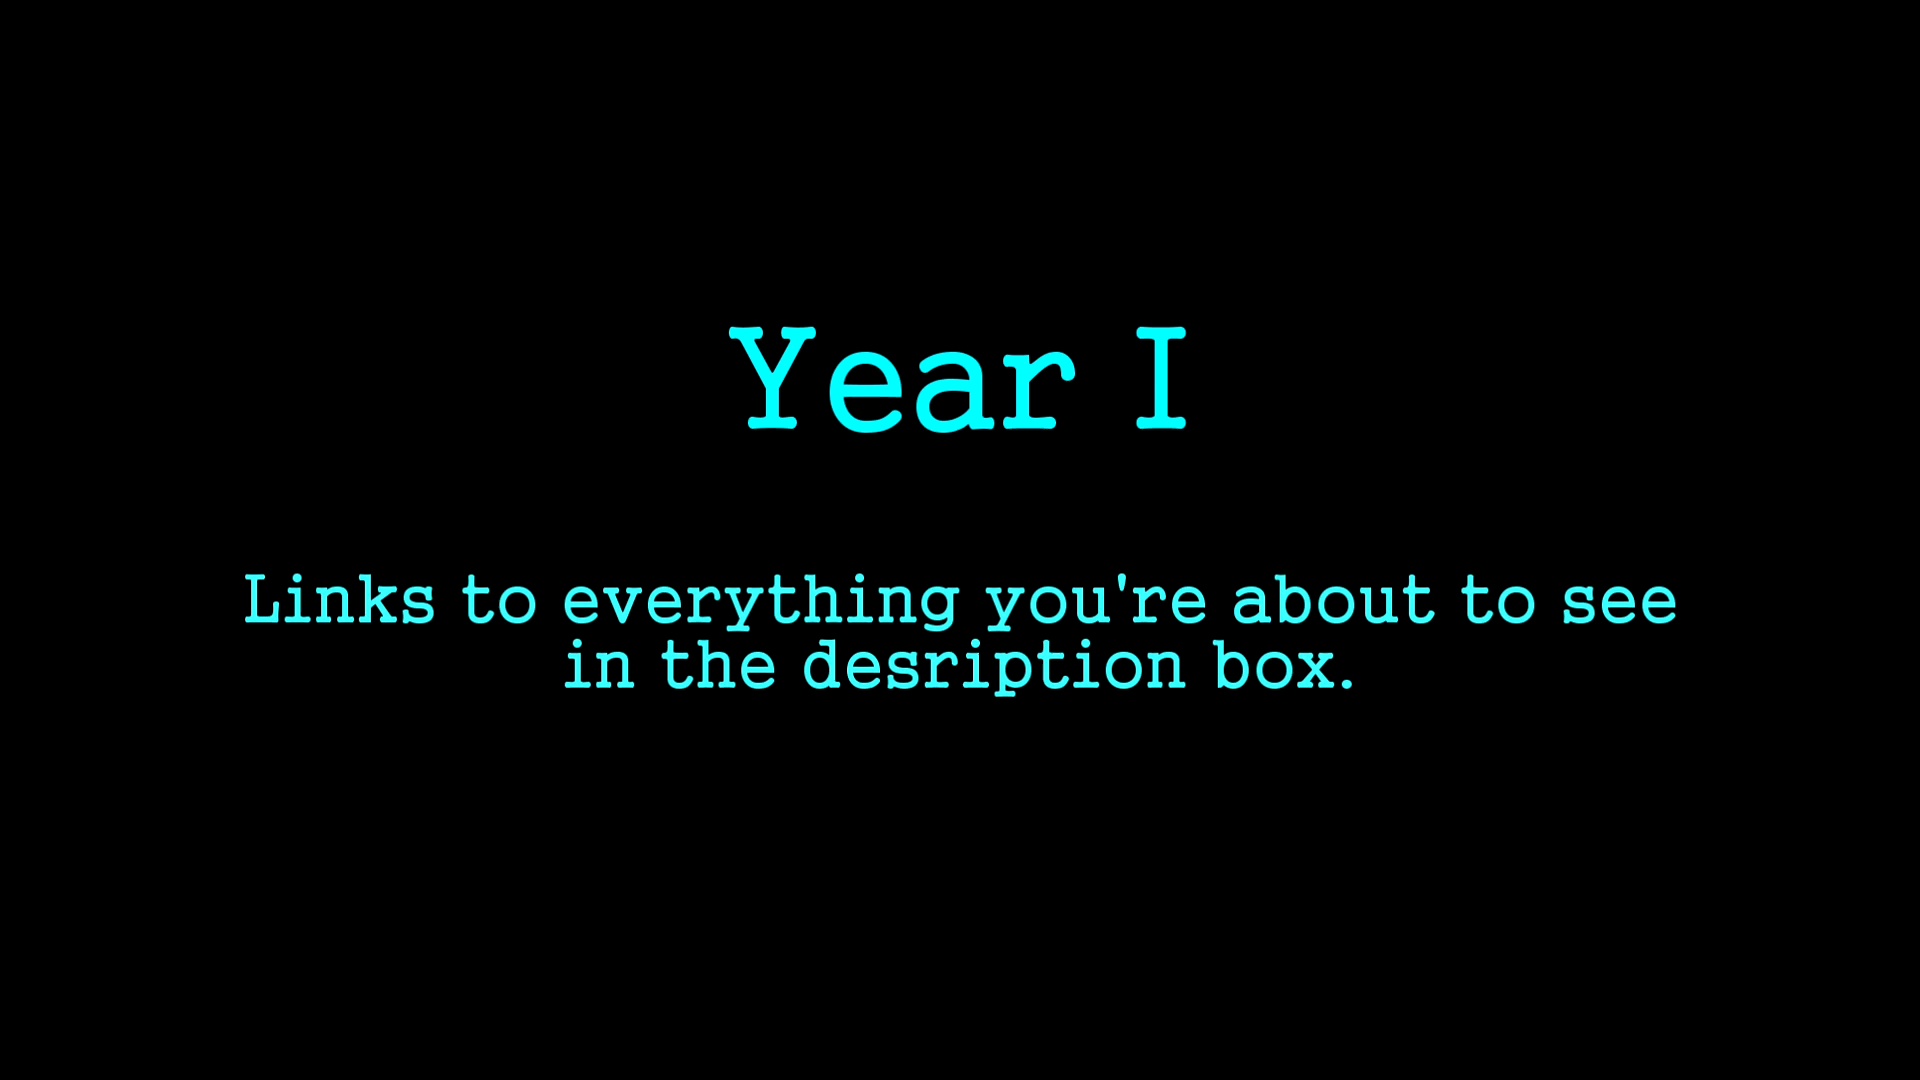 Year I
Links to everything you're about to see
in the desription box.